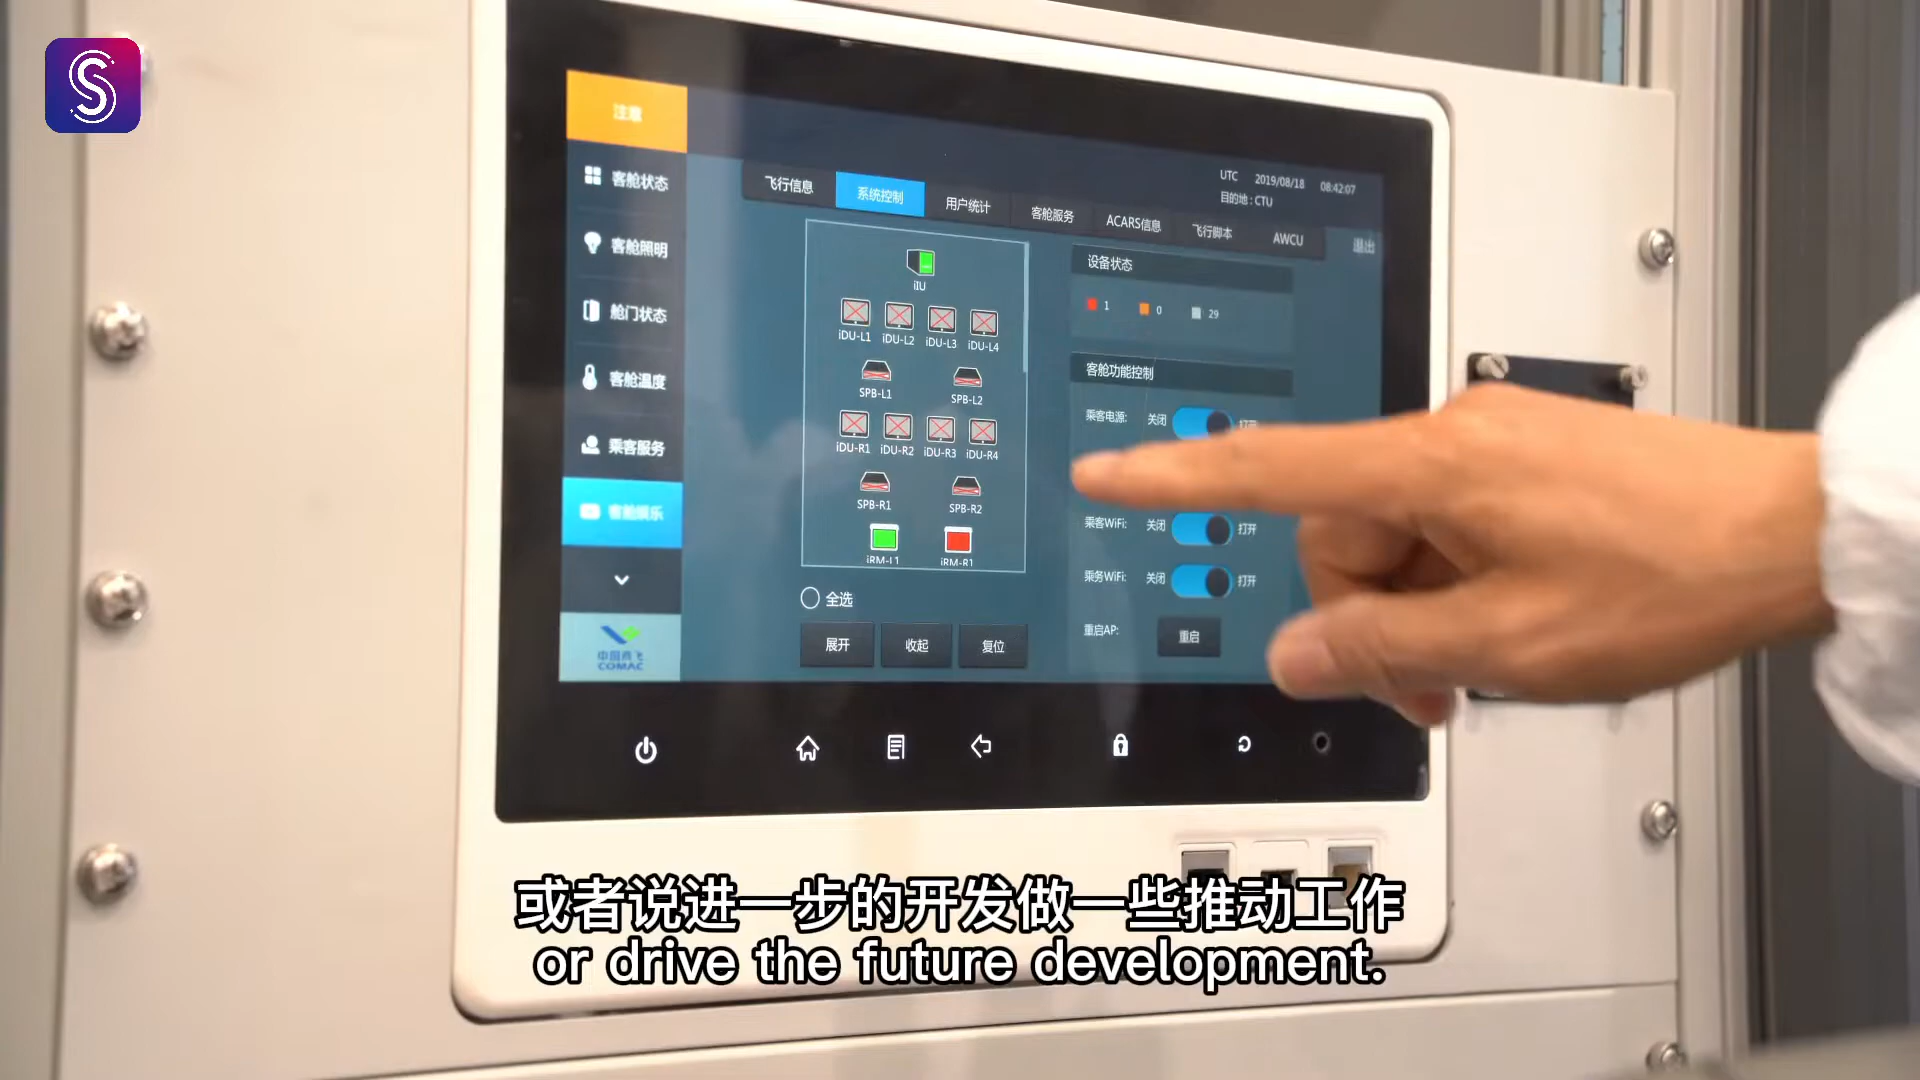 S
注意
客舱状态
客舱照明
舱门状态
客舱温度
乘客服务
客舱娱乐
中国商飞
COMAC
UTC 2019/08/18 08:42:07
目的地: CTU
飞行信息 系统控制 用户统计 客舱服务 ACARS信息 飞行脚本 AWCU 退出
iIU
iDU-L1 iDU-L2 iDU-L3 iDU-L4
SPB-L1 SPB-L2
iDU-R1 iDU-R2 iDU-R3 iDU-R4
SPB-R1 SPB-R2
iRM-L1 iRM-R1
全选
展开 收起 复位
设备状态
1 0 29
客舱功能控制
乘客电源: 关闭 打开
乘客WiFi: 关闭 打开
乘务WiFi: 关闭 打开
重启AP: 重启
或者说进一步的开发做一些推动工作
or drive the future development.